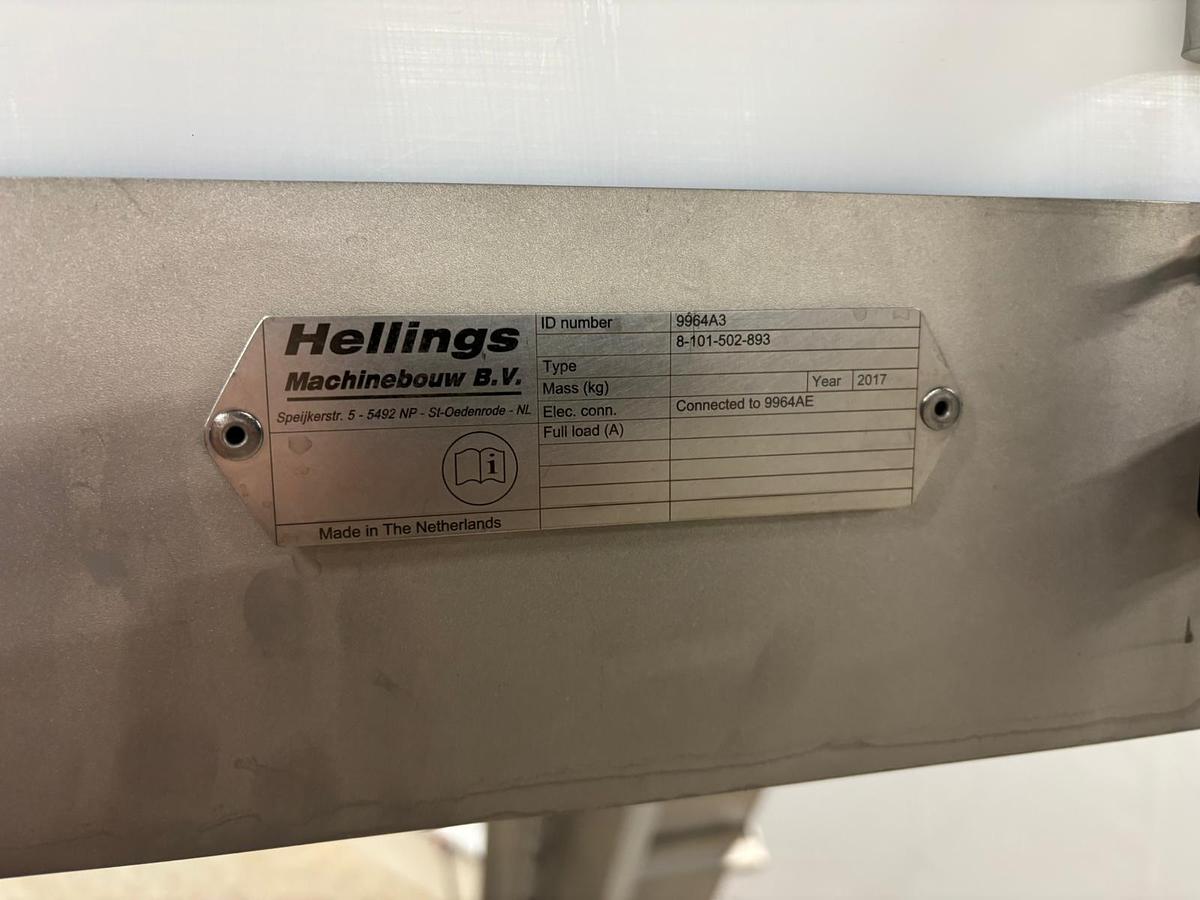 Hellings
Machinebouw B.V.
Speijkerstr. 5 - 5492 NP - St-Oedenrode - NL
i
Made in The Netherlands
ID number 9964A3
8-101-502-893
Type
Mass (kg) Year 2017
Elec. conn. Connected to 9964AE
Full load (A)